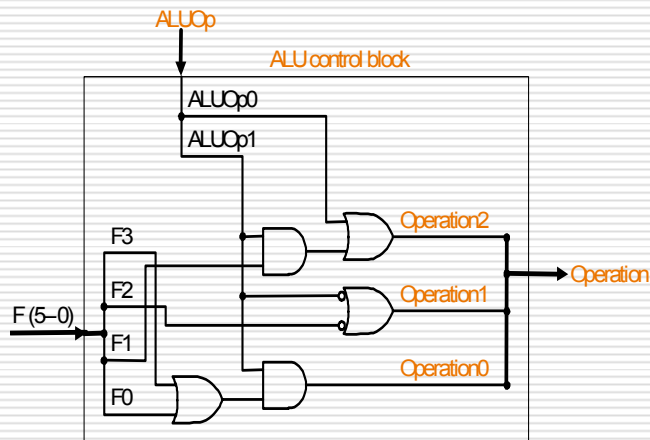 ALUOp
ALU control block
ALUOp0
ALUOp1
Operation2
F3
Operation
F2
Operation1
F (5–0)
F1
Operation0
F0